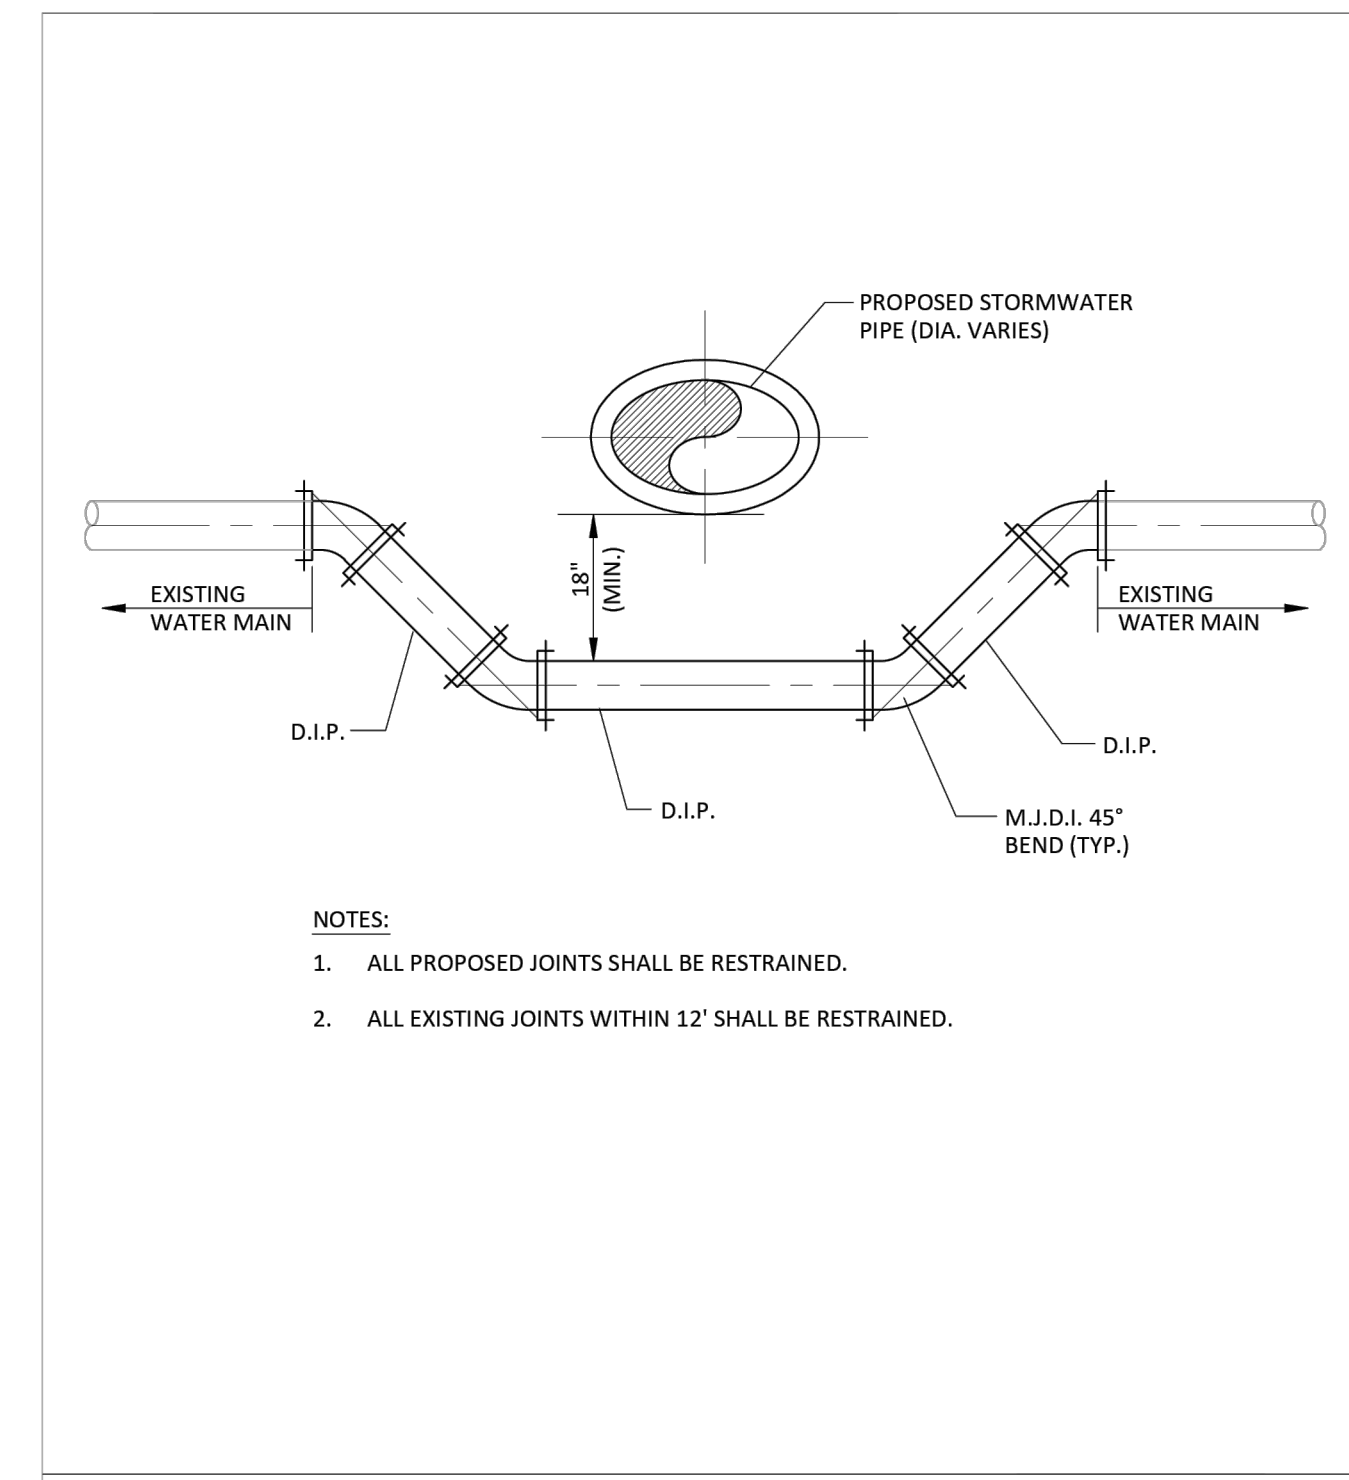 PROPOSED STORMWATER
PIPE (DIA. VARIES)
18"
(MIN.)
EXISTING
WATER MAIN
EXISTING
WATER MAIN
D.I.P.
D.I.P.
D.I.P.
M.J.D.I. 45°
BEND (TYP.)
NOTES:
1. ALL PROPOSED JOINTS SHALL BE RESTRAINED.
2. ALL EXISTING JOINTS WITHIN 12' SHALL BE RESTRAINED.